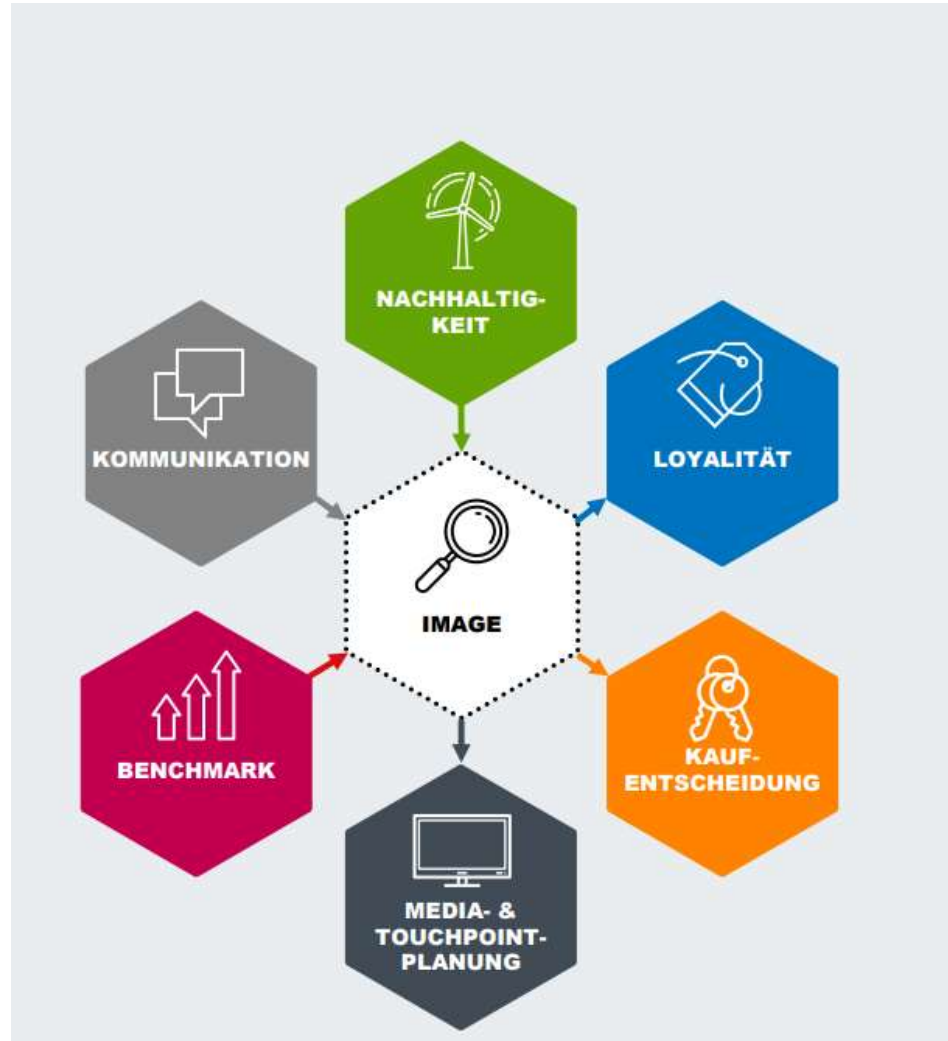 NACHHALTIG-
KEIT
KOMMUNIKATION
LOYALITÄT
IMAGE
BENCHMARK
KAUF-
ENTSCHEIDUNG
MEDIA- &
TOUCHPOINT-
PLANUNG